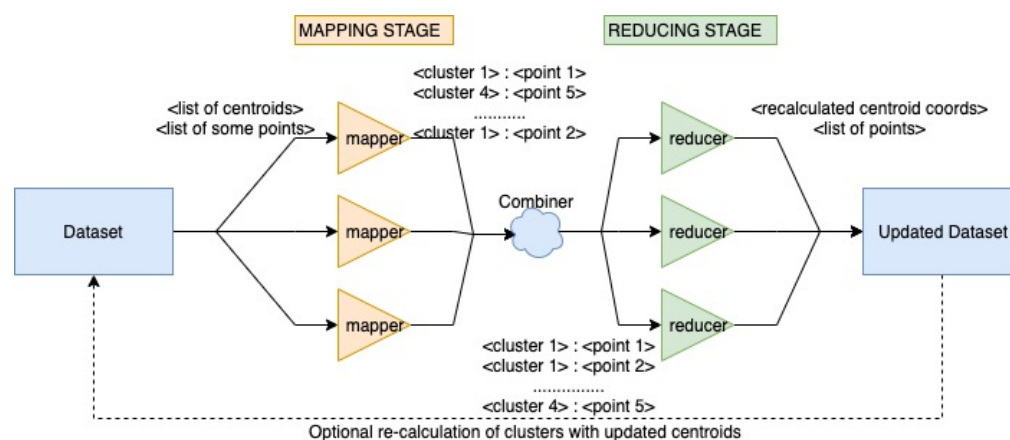 MAPPING STAGE
REDUCING STAGE
<cluster 1> : <point 1>
<cluster 4> : <point 5>
...........
<cluster 1> : <point 2>
<list of centroids>
<list of some points>
<recalculated centroid coords>
<list of points>
mapper
reducer
Dataset
mapper
Combiner
reducer
Updated Dataset
mapper
reducer
<cluster 1> : <point 1>
<cluster 1> : <point 2>
...............
<cluster 4> : <point 5>
Optional re-calculation of clusters with updated centroids